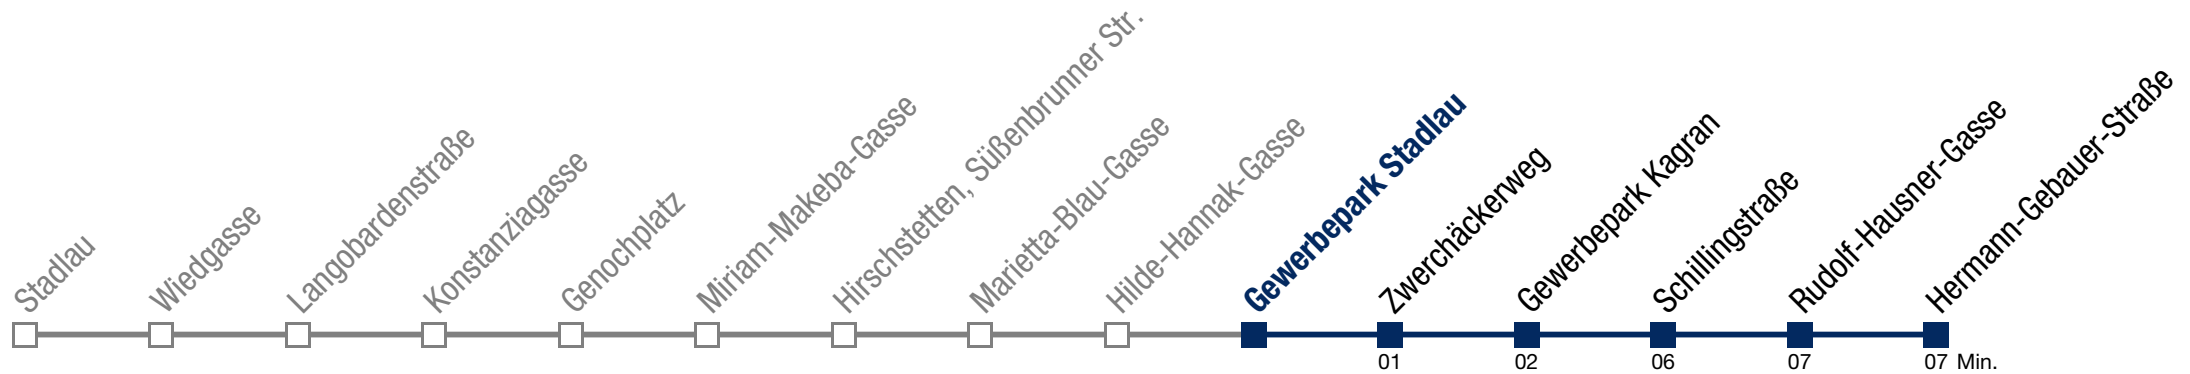 Stadlau
Wiedgasse
Langobardenstraße
Konstanziagasse
Genochplatz
Miriam-Makeba-Gasse
Hirschstetten, Süßenbrunner Str.
Marietta-Blau-Gasse
Hilde-Hannak-Gasse
Gewerbepark Stadlau
Zwerchäckerweg
Gewerbepark Kagran
Schillingstraße
Rudolf-Hausner-Gasse
Hermann-Gebauer-Straße
01 02 06 07 07 Min.